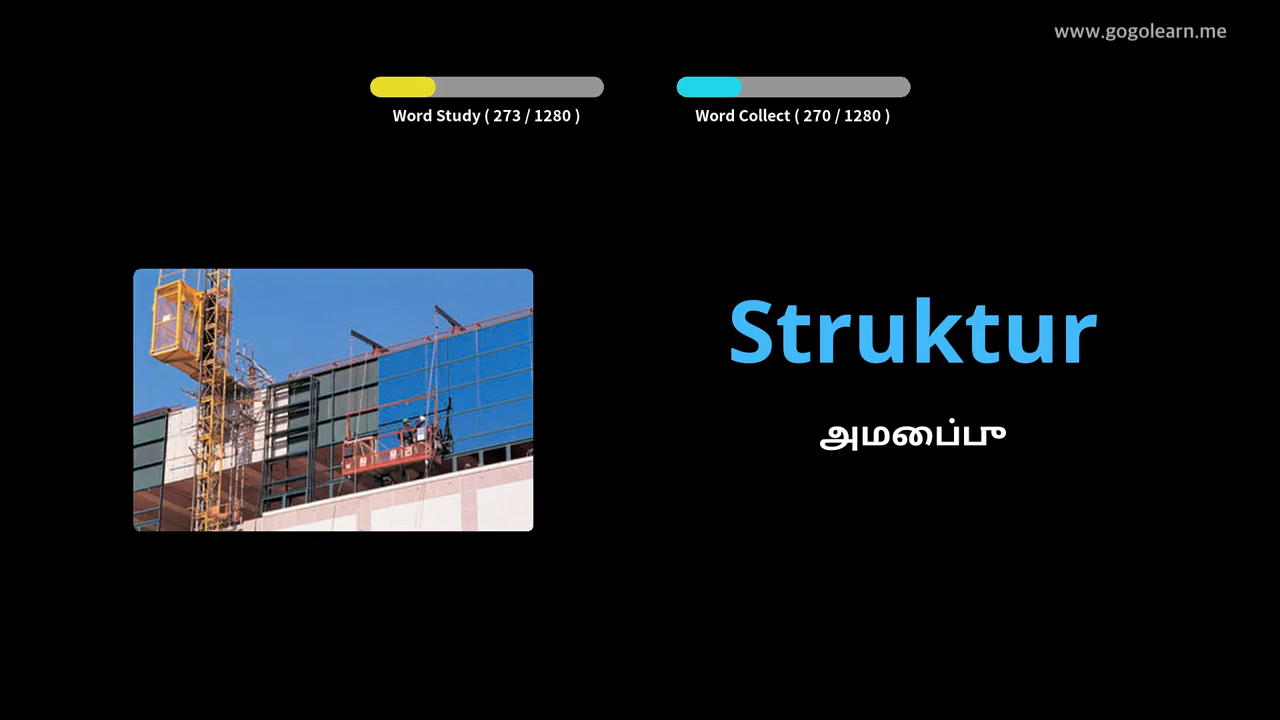 www.gogolearn.me
Word Study ( 273 / 1280 )
Word Collect ( 270 / 1280 )
Struktur
அமைப்பு